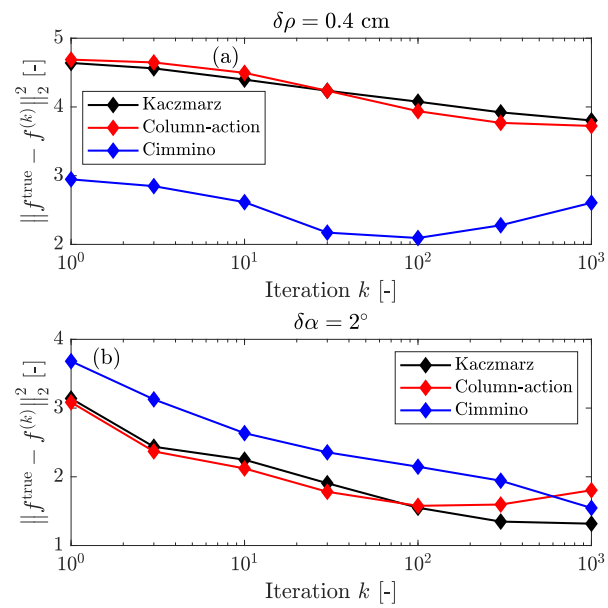 δρ = 0.4 cm
(a)
||f^true − f^(k)||_2^2 [-]
5
4
3
2
Kaczmarz
Column-action
Cimmino
10^0 10^1 10^2 10^3
Iteration k [-]
δα = 2°
(b)
||f^true − f^(k)||_2^2 [-]
4
3
2
1
Kaczmarz
Column-action
Cimmino
10^0 10^1 10^2 10^3
Iteration k [-]